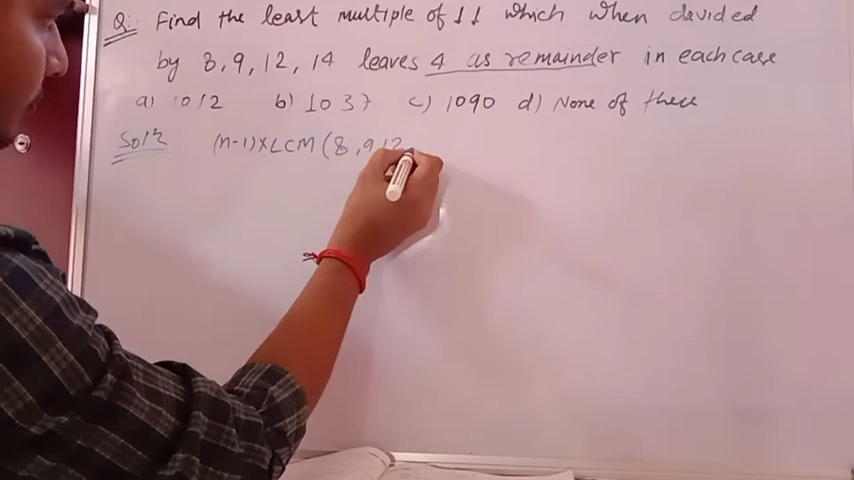 Q:- Find the least multiple of 11 which when devided
by 8, 9, 12, 14 leaves 4 as remainder in each case
a) 1012 b) 1037 c) 1090 d) None of these
Solⁿ (n-1)XLCM(8,9,12